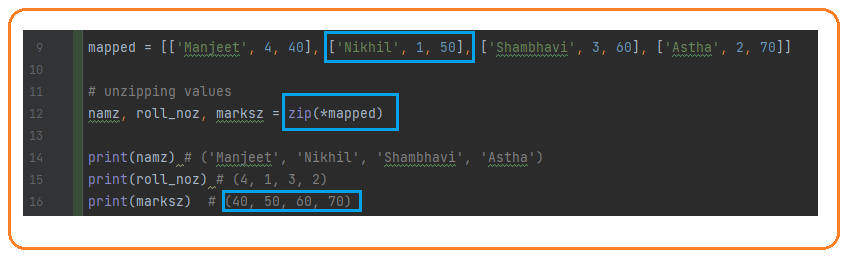 9 mapped = [['Manjeet', 4, 40], ['Nikhil', 1, 50], ['Shambhavi', 3, 60], ['Astha', 2, 70]]
10
11 # unzipping values
12 namz, roll_noz, marksz = zip(*mapped)
13
14 print(namz) # ('Manjeet', 'Nikhil', 'Shambhavi', 'Astha')
15 print(roll_noz) # (4, 1, 3, 2)
16 print(marksz)  # (40, 50, 60, 70)